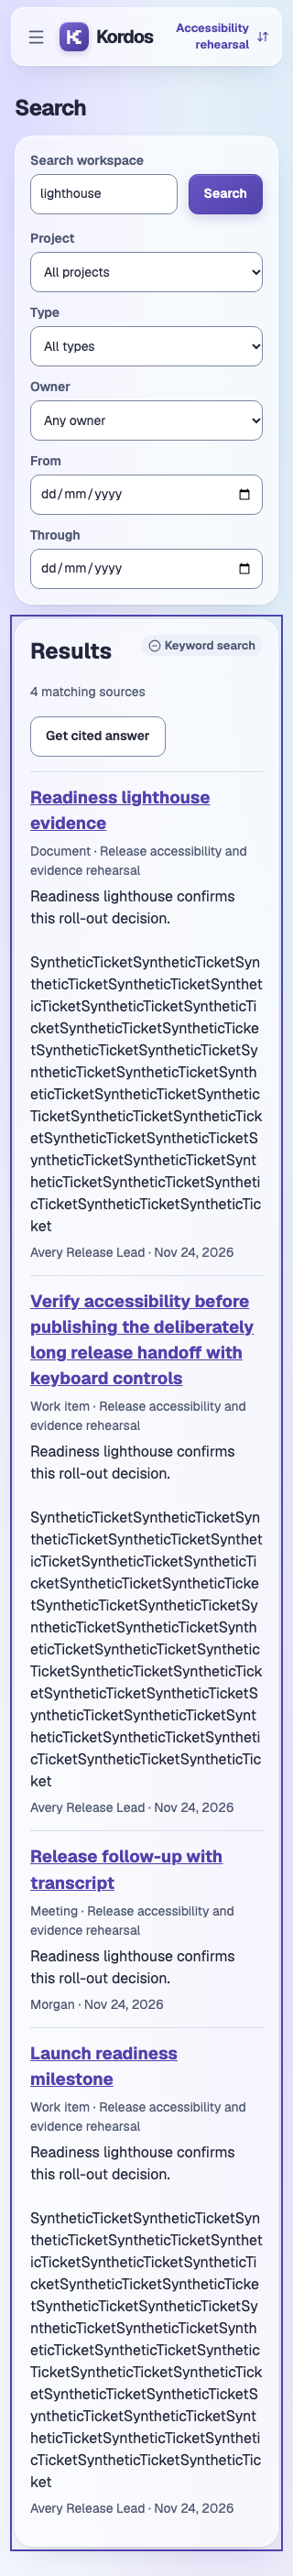 Kordos
Accessibility
rehearsal
Search
Search workspace
lighthouse
Search
Project
All projects
Type
All types
Owner
Any owner
From
dd/mm/yyyy
Through
dd/mm/yyyy
Results
Keyword search
4 matching sources
Get cited answer
Readiness lighthouse
evidence
Document · Release accessibility and
evidence rehearsal
Readiness lighthouse confirms
this roll-out decision.
SyntheticTicketSyntheticTicketSyn
theticTicketSyntheticTicketSynthet
icTicketSyntheticTicketSyntheticTi
cketSyntheticTicketSyntheticTicke
tSyntheticTicketSyntheticTicketSy
ntheticTicketSyntheticTicketSynth
eticTicketSyntheticTicketSynthetic
TicketSyntheticTicketSyntheticTick
etSyntheticTicketSyntheticTicketS
yntheticTicketSyntheticTicketSynt
heticTicketSyntheticTicketSyntheti
cTicketSyntheticTicketSyntheticTic
ket
Avery Release Lead · Nov 24, 2026
Verify accessibility before
publishing the deliberately
long release handoff with
keyboard controls
Work item · Release accessibility and
evidence rehearsal
Readiness lighthouse confirms
this roll-out decision.
SyntheticTicketSyntheticTicketSyn
theticTicketSyntheticTicketSynthet
icTicketSyntheticTicketSyntheticTi
cketSyntheticTicketSyntheticTicke
tSyntheticTicketSyntheticTicketSy
ntheticTicketSyntheticTicketSynth
eticTicketSyntheticTicketSynthetic
TicketSyntheticTicketSyntheticTick
etSyntheticTicketSyntheticTicketS
yntheticTicketSyntheticTicketSynt
heticTicketSyntheticTicketSyntheti
cTicketSyntheticTicketSyntheticTic
ket
Avery Release Lead · Nov 24, 2026
Release follow-up with
transcript
Meeting · Release accessibility and
evidence rehearsal
Readiness lighthouse confirms
this roll-out decision.
Morgan · Nov 24, 2026
Launch readiness
milestone
Work item · Release accessibility and
evidence rehearsal
Readiness lighthouse confirms
this roll-out decision.
SyntheticTicketSyntheticTicketSyn
theticTicketSyntheticTicketSynthet
icTicketSyntheticTicketSyntheticTi
cketSyntheticTicketSyntheticTicke
tSyntheticTicketSyntheticTicketSy
ntheticTicketSyntheticTicketSynth
eticTicketSyntheticTicketSynthetic
TicketSyntheticTicketSyntheticTick
etSyntheticTicketSyntheticTicketS
yntheticTicketSyntheticTicketSynt
heticTicketSyntheticTicketSyntheti
cTicketSyntheticTicketSyntheticTic
ket
Avery Release Lead · Nov 24, 2026